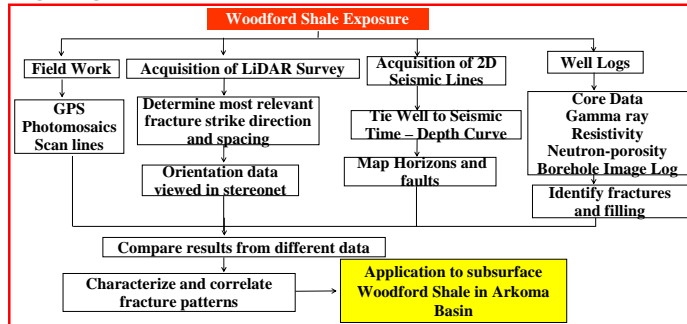 Woodford Shale Exposure
Field Work
GPS
Photomosaics
Scan lines
Acquisition of LiDAR Survey
Determine most relevant
fracture strike direction
and spacing
Orientation data
viewed in stereonet
Acquisition of 2D
Seismic Lines
Tie Well to Seismic
Time – Depth Curve
Map Horizons and
faults
Well Logs
Core Data
Gamma ray
Resistivity
Neutron-porosity
Borehole Image Log
Identify fractures
and filling
Compare results from different data
Characterize and correlate
fracture patterns
Application to subsurface
Woodford Shale in Arkoma
Basin